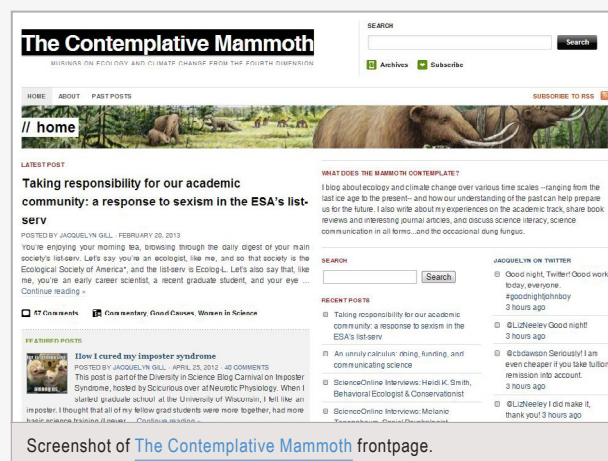 The Contemplative Mammoth
MUSINGS ON ECOLOGY AND CLIMATE CHANGE FROM THE FOURTH DIMENSION
SEARCH
Search
Archives
Subscribe
HOME
ABOUT
PAST POSTS
SUBSCRIBE TO RSS
// home
LATEST POST
Taking responsibility for our academic
community: a response to sexism in the ESA's list-
serv
POSTED BY JACQUELYN GILL · FEBRUARY 20, 2013
You're enjoying your morning tea, browsing through the daily digest of your main
society's list-serv. Let's say you're an ecologist, like me, and so that society is the
Ecological Society of America*, and the list-serv is Ecolog-L. Let's also say that, like
me, you're an early career scientist, a recent graduate student, and your eye ...
Continue reading »
67 Comments
Commentary, Good Causes, Women in Science
FEATURED POSTS
How I cured my imposter syndrome
POSTED BY JACQUELYN GILL · APRIL 25, 2012 · 40 COMMENTS
This post is part of the Diversity in Science Blog Carnival on Imposter
Syndrome, hosted by Scicurious over at Neurotic Physiology. When I
started graduate school at the University of Wisconsin, I felt like an
imposter. I thought that all of my fellow grad students were more together, had more
basic science training (I never ... Continue reading »
WHAT DOES THE MAMMOTH CONTEMPLATE?
I blog about ecology and climate change over various time scales --ranging from the
last ice age to the present-- and how our understanding of the past can help prepare
us for the future. I also write about my experiences on the academic track, share book
reviews and interesting journal articles, and discuss science literacy, science
communication in all forms...and the occasional dung fungus.
SEARCH
Search
RECENT POSTS
Taking responsibility for our academic
community: a response to sexism in the
ESA's list-serv
An unruly calculus: doing, funding, and
communicating science
ScienceOnline Interviews: Heidi K. Smith,
Behavioral Ecologist & Conservationist
ScienceOnline Interviews: Melanie
JACQUELYN ON TWITTER
Good night, Twitter! Good work
today, everyone.
#goodnightjohnboy
3 hours ago
@LizNeeley Good night!
3 hours ago
@cbdawson Seriously! I am
even cheaper if you take tuition
remission into account.
3 hours ago
@LizNeeley I did make it,
thank you! 3 hours ago
Screenshot of The Contemplative Mammoth frontpage.